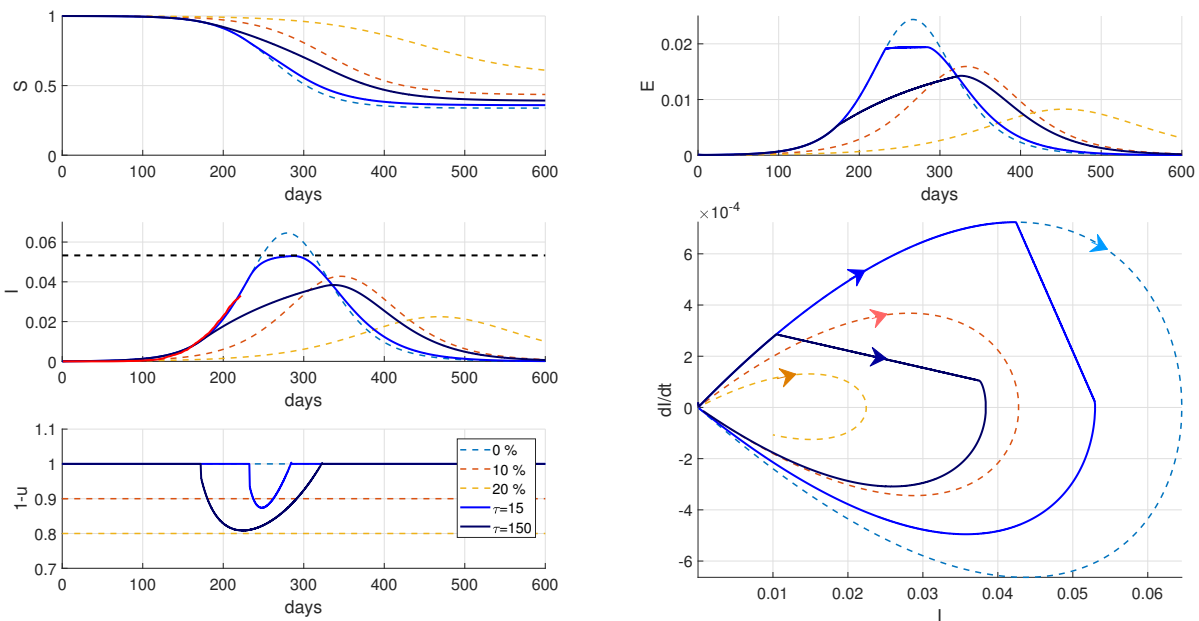 1
0.5
0
S
0 100 200 300 400 500 600
days
0.02
0.01
0
E
0 100 200 300 400 500 600
days
0.06
0.04
0.02
0
I
0 100 200 300 400 500 600
days
1.1
1
0.9
0.8
0.7
1-u
0 100 200 300 400 500 600
days
0 %
10 %
20 %
τ=15
τ=150
×10⁻⁴
6
4
2
0
-2
-4
-6
dI/dt
0.01 0.02 0.03 0.04 0.05 0.06
I